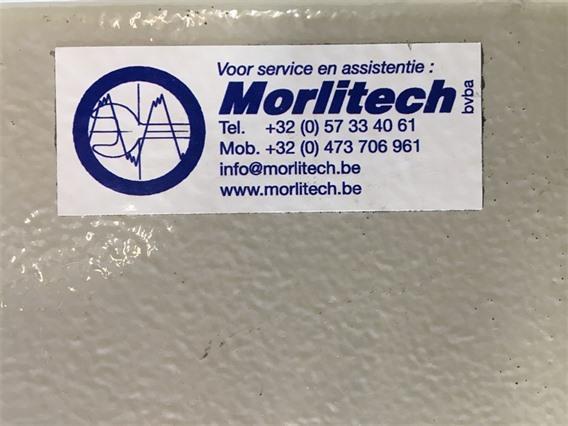 Voor service en assistentie :
Morlitech bvba
Tel. +32 (0) 57 33 40 61
Mob. +32 (0) 473 706 961
info@morlitech.be
www.morlitech.be